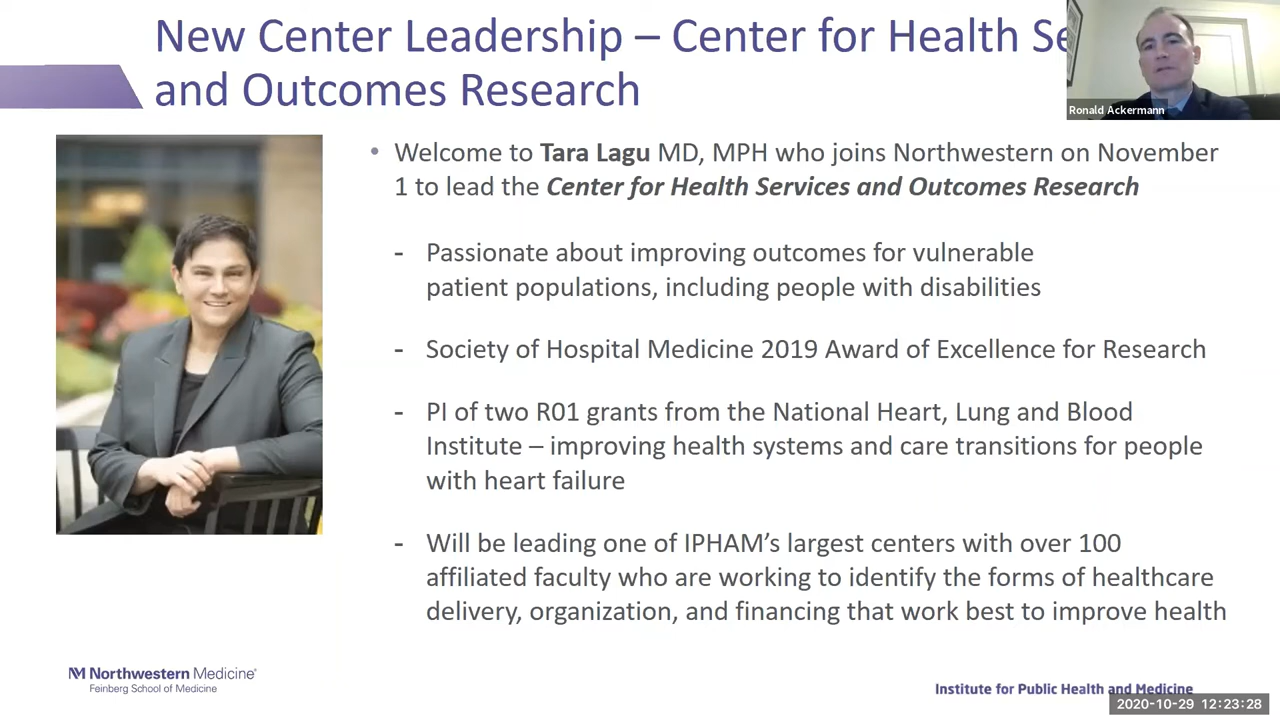 New Center Leadership – Center for Health Se
and Outcomes Research
Ronald Ackermann
• Welcome to Tara Lagu MD, MPH who joins Northwestern on November
1 to lead the Center for Health Services and Outcomes Research
- Passionate about improving outcomes for vulnerable
patient populations, including people with disabilities
- Society of Hospital Medicine 2019 Award of Excellence for Research
- PI of two R01 grants from the National Heart, Lung and Blood
Institute – improving health systems and care transitions for people
with heart failure
- Will be leading one of IPHAM’s largest centers with over 100
affiliated faculty who are working to identify the forms of healthcare
delivery, organization, and financing that work best to improve health
M Northwestern Medicine®
Feinberg School of Medicine
Institute for Public Health and Medicine
2020-10-29 12:23:28